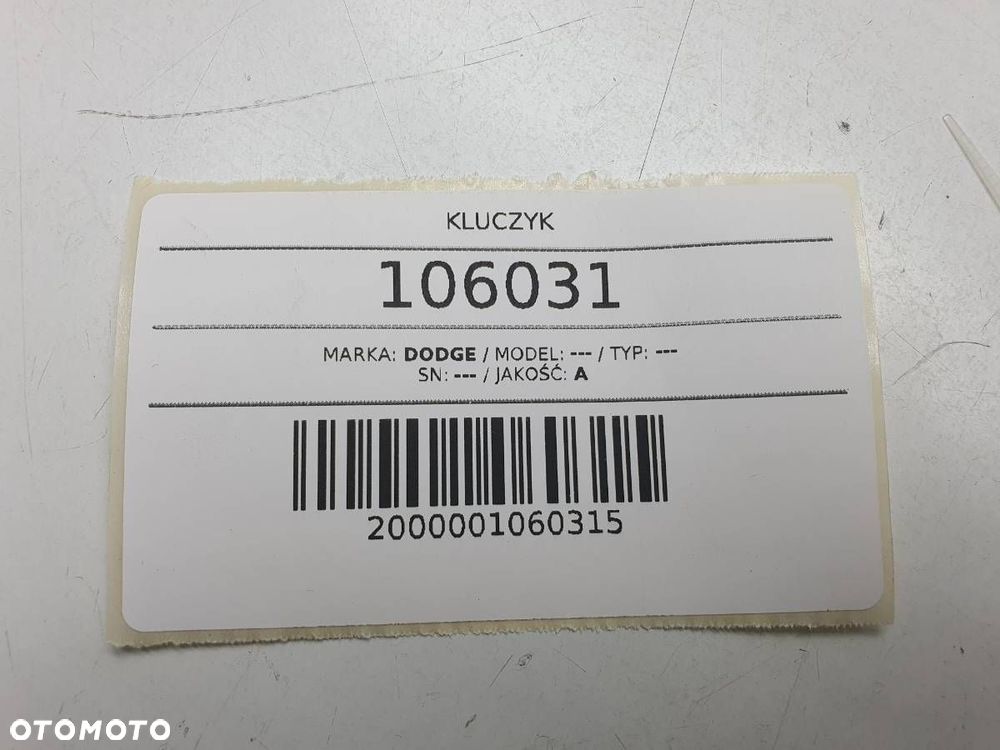 KLUCZYK
106031
MARKA: DODGE / MODEL: --- / TYP: ---
SN: --- / JAKOŚĆ: A
2000001060315
OTOMOTO